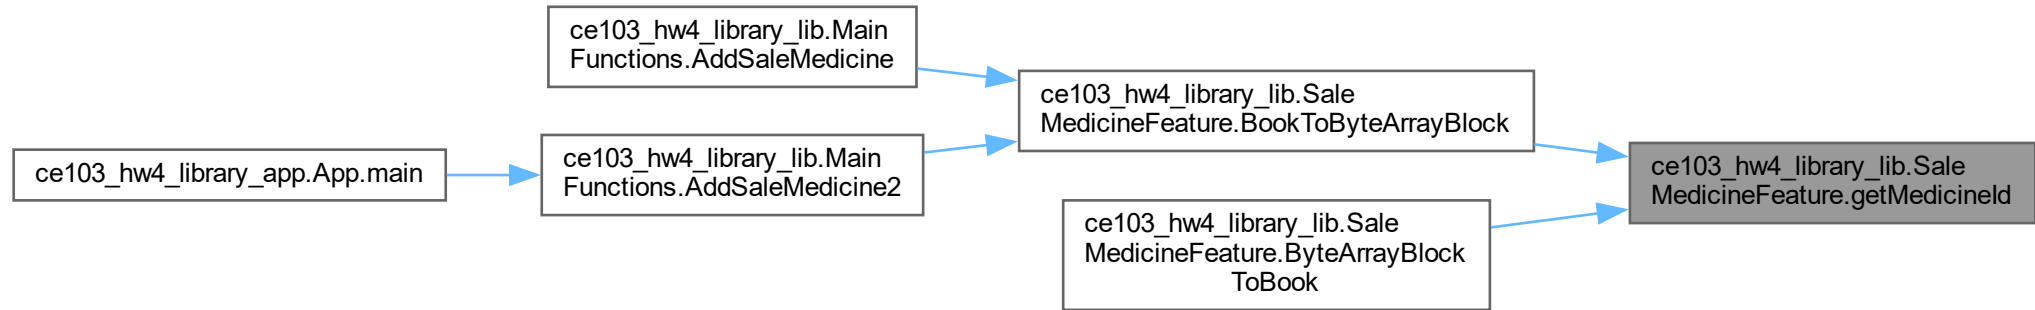 ce103_hw4_library_lib.Main
Functions.AddSaleMedicine
ce103_hw4_library_lib.Sale
MedicineFeature.BookToByteArrayBlock
ce103_hw4_library_app.App.main
ce103_hw4_library_lib.Main
Functions.AddSaleMedicine2
ce103_hw4_library_lib.Sale
MedicineFeature.getMedicineId
ce103_hw4_library_lib.Sale
MedicineFeature.ByteArrayBlock
ToBook